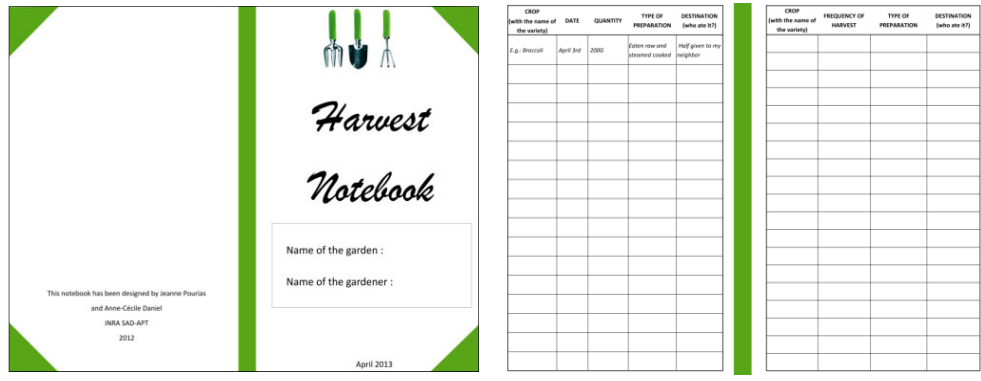 This notebook has been designed by Jeanne Pourias
and Anne-Cécile Daniel
INRA SAD-APT
2012
Harvest
Notebook
Name of the garden :
Name of the gardener :
April 2013
CROP
(with the name of
the variety)
DATE
QUANTITY
TYPE OF
PREPARATION
DESTINATION
(who ate it?)
E.g.: Broccoli
April 3rd
200G
Eaten raw and
steamed cooked
Half given to my
neighbor
CROP
(with the name of
the variety)
FREQUENCY OF
HARVEST
TYPE OF
PREPARATION
DESTINATION
(who ate it?)